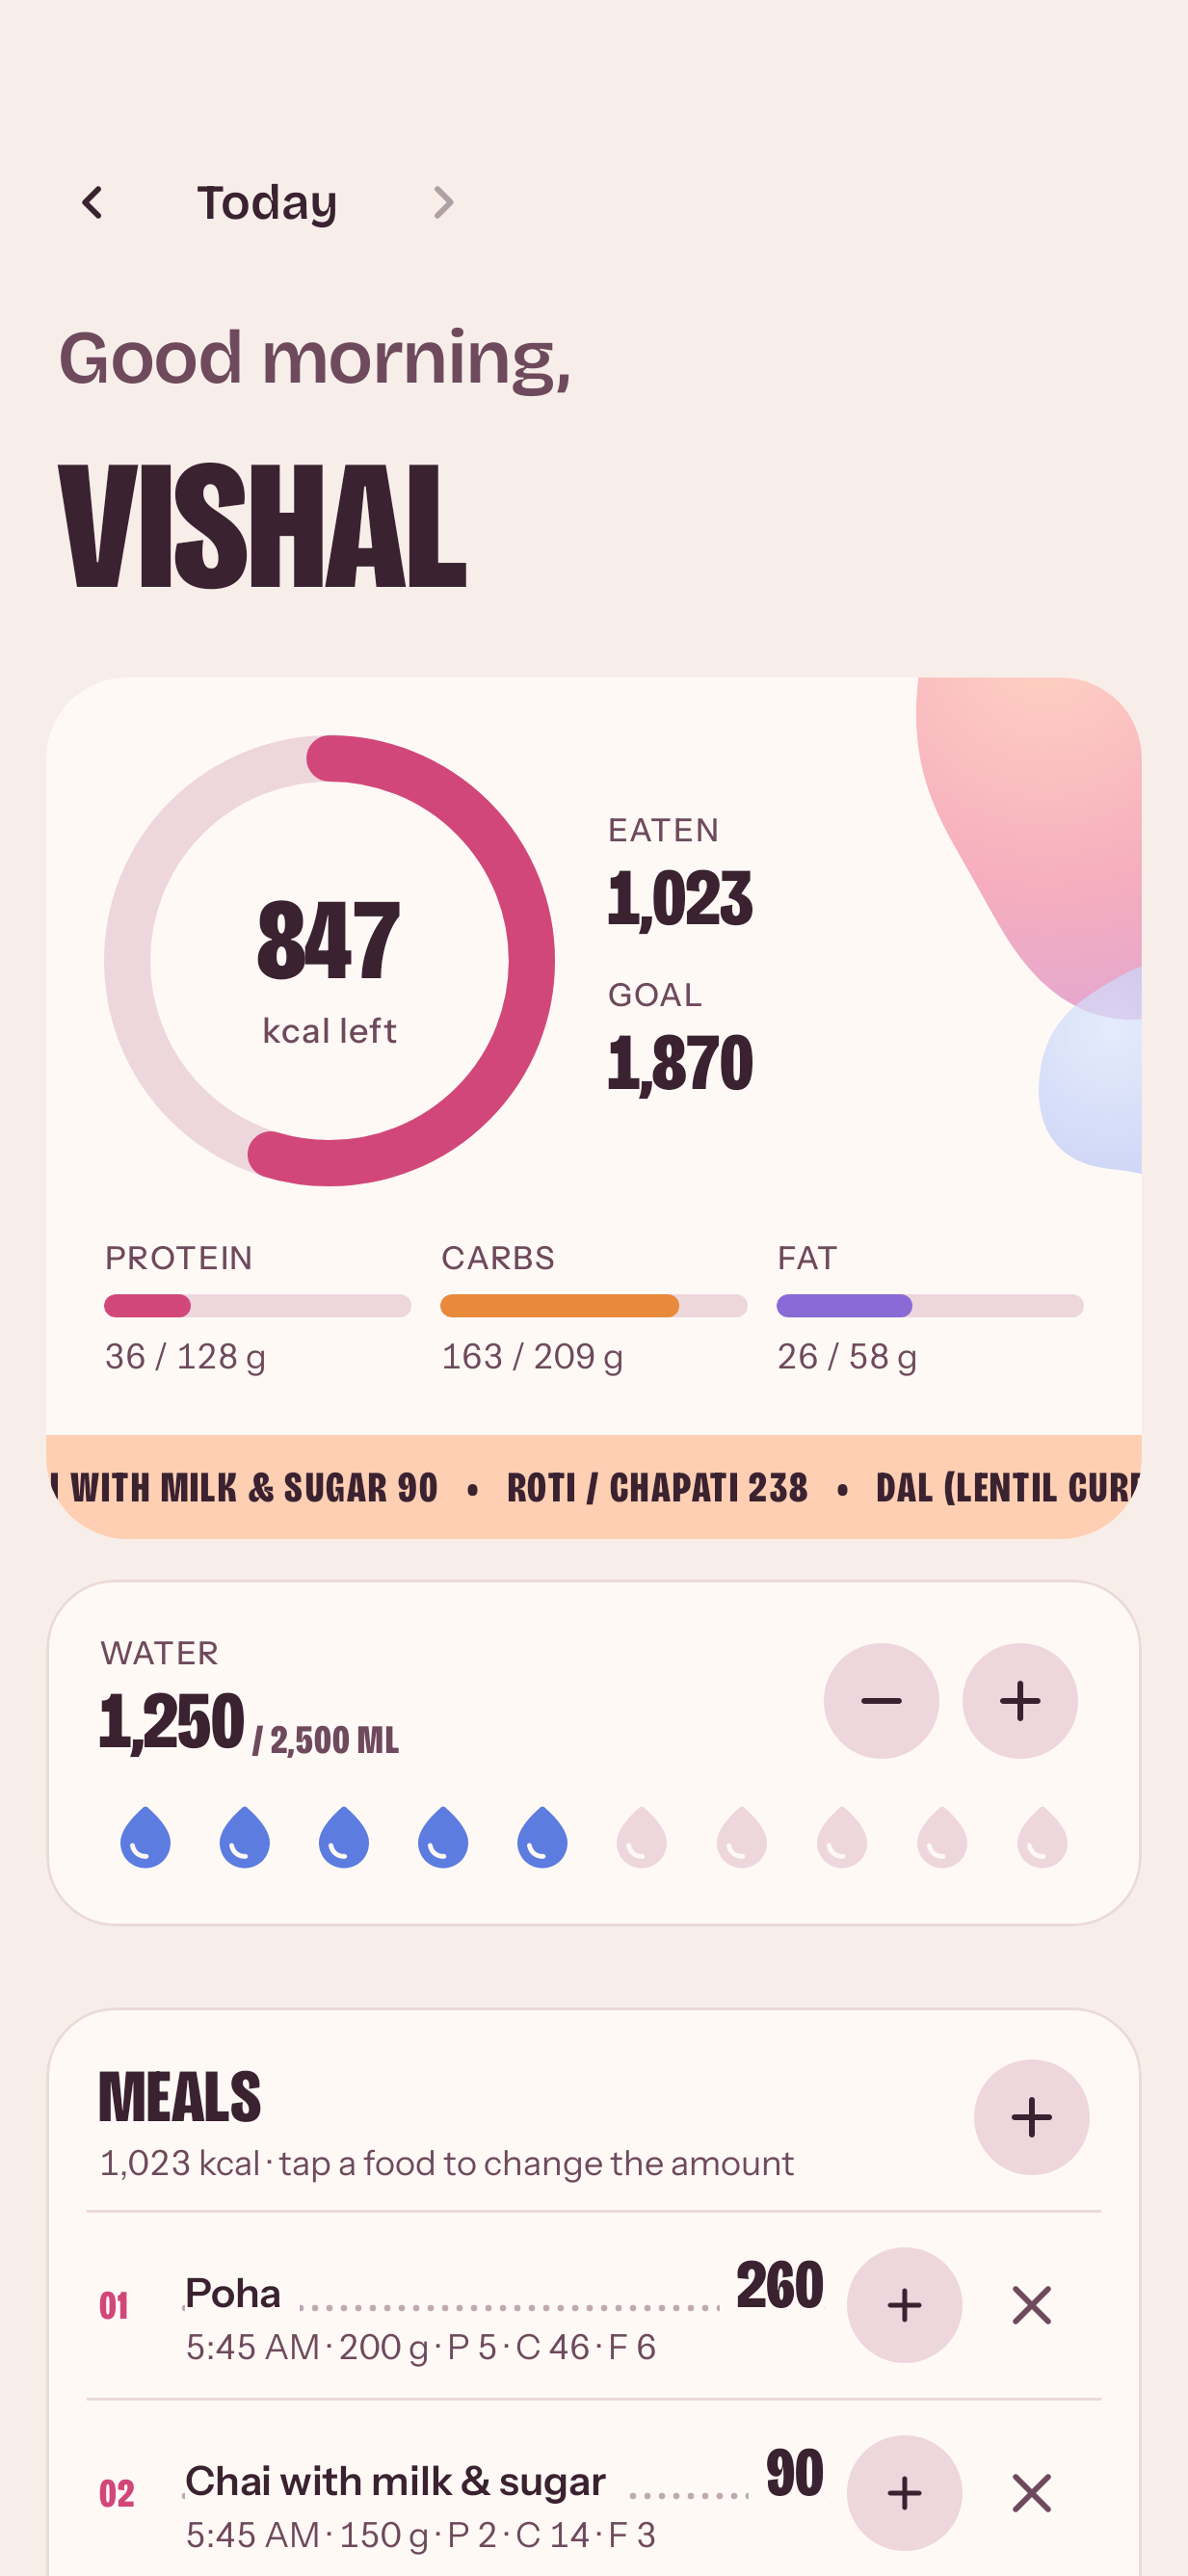 Today
Good morning,
VISHAL
847
kcal left
EATEN
1,023
GOAL
1,870
PROTEIN
36 / 128 g
CARBS
163 / 209 g
FAT
26 / 58 g
WITH MILK & SUGAR 90 • ROTI / CHAPATI 238 • DAL (LENTIL
WATER
1,250 / 2,500 ML
MEALS
1,023 kcal · tap a food to change the amount
01 Poha 260
5:45 AM · 200 g · P 5 · C 46 · F 6
02 Chai with milk & sugar 90
5:45 AM · 150 g · P 2 · C 14 · F 3